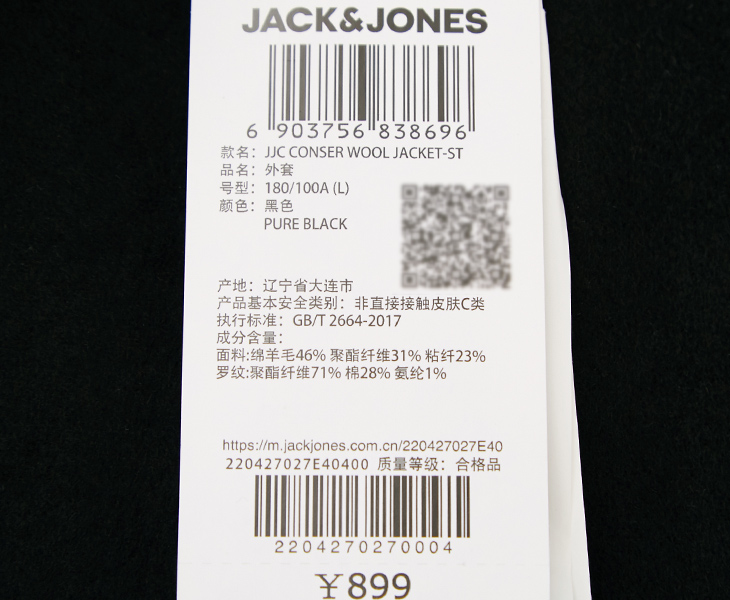 JACK&JONES
6 903756 838696
款名: JJC CONSER WOOL JACKET-ST
品名: 外套
号型: 180/100A (L)
颜色: 黑色
PURE BLACK
产地: 辽宁省大连市
产品基本安全类别: 非直接接触皮肤C类
执行标准: GB/T 2664-2017
成分含量:
面料:绵羊毛46% 聚酯纤维31% 粘纤23%
罗纹:聚酯纤维71% 棉28% 氨纶1%
https://m.jackjones.com.cn/220427027E40
220427027E40400 质量等级: 合格品
2204270270004
￥899